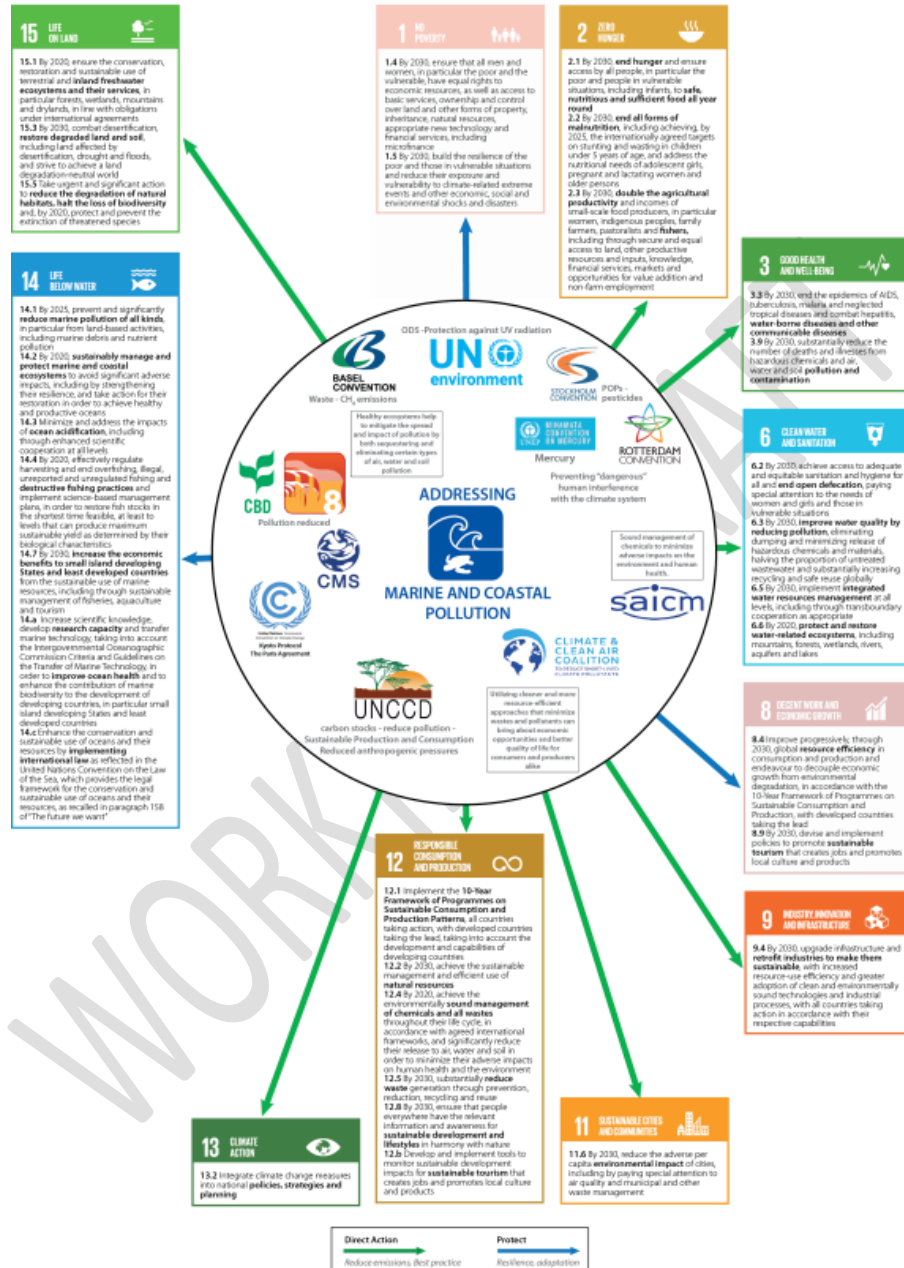 15 LIFE
ON LAND
15.1 By 2020, ensure the conservation,
restoration and sustainable use of
terrestrial and inland freshwater
ecosystems and their services, in
particular forests, wetlands, mountains
and drylands, in line with obligations
under international agreements
15.3 By 2030, combat desertification,
restore degraded land and soil,
including land affected by
desertification, drought and floods,
and strive to achieve a land
degradation-neutral world
15.5 Take urgent and significant action
to reduce the degradation of natural
habitats, halt the loss of biodiversity
and, by 2020, protect and prevent the
extinction of threatened species
1 NO
POVERTY
1.4 By 2030, ensure that all men and
women, in particular the poor and the
vulnerable, have equal rights to
economic resources, as well as access to
basic services, ownership and control
over land and other forms of property,
inheritance, natural resources,
appropriate new technology and
financial services, including
microfinance
1.5 By 2030, build the resilience of the
poor and those in vulnerable situations
and reduce their exposure and
vulnerability to climate-related extreme
events and other economic, social and
environmental shocks and disasters
2 ZERO
HUNGER
2.1 By 2030, end hunger and ensure
access by all people, in particular the
poor and people in vulnerable
situations, including infants, to safe,
nutritious and sufficient food all year
round
2.2 By 2030, end all forms of
malnutrition, including achieving, by
2025, the internationally agreed targets
on stunting and wasting in children
under 5 years of age, and address the
nutritional needs of adolescent girls,
pregnant and lactating women and
older persons
2.3 By 2030, double the agricultural
productivity and incomes of
small-scale food producers, in particular
women, indigenous peoples, family
farmers, pastoralists and fishers,
including through secure and equal
access to land, other productive
resources and inputs, knowledge,
financial services, markets and
opportunities for value addition and
non-farm employment
3 GOOD HEALTH
AND WELL-BEING
3.3 By 2030, end the epidemics of AIDS,
tuberculosis, malaria and neglected
tropical diseases and combat hepatitis,
water-borne diseases and other
communicable diseases
3.9 By 2030, substantially reduce the
number of deaths and illnesses from
hazardous chemicals and air,
water and soil pollution and
contamination
14 LIFE
BELOW WATER
14.1 By 2025, prevent and significantly
reduce marine pollution of all kinds,
in particular from land-based activities,
including marine debris and nutrient
pollution
14.2 By 2020, sustainably manage and
protect marine and coastal
ecosystems to avoid significant adverse
impacts, including by strengthening
their resilience, and take action for their
restoration in order to achieve healthy
and productive oceans
14.3 Minimize and address the impacts
of ocean acidification, including
through enhanced scientific
cooperation at all levels
14.4 By 2020, effectively regulate
harvesting and end overfishing, illegal,
unreported and unregulated fishing and
destructive fishing practices and
implement science-based management
plans, in order to restore fish stocks in
the shortest time feasible, at least to
levels that can produce maximum
sustainable yield as determined by their
biological characteristics
14.7 By 2030, increase the economic
benefits to small island developing
States and least developed countries
from the sustainable use of marine
resources, including through sustainable
management of fisheries, aquaculture
and tourism
14.a Increase scientific knowledge,
develop research capacity and transfer
marine technology, taking into account
the Intergovernmental Oceanographic
Commission Criteria and Guidelines on
the Transfer of Marine Technology, in
order to improve ocean health and to
enhance the contribution of marine
biodiversity to the development of
developing countries, in particular small
island developing States and least
developed countries
14.c Enhance the conservation and
sustainable use of oceans and their
resources by implementing
international law as reflected in the
United Nations Convention on the Law
of the Sea, which provides the legal
framework for the conservation and
sustainable use of oceans and their
resources, as recalled in paragraph 158
of "The future we want"
ODS -Protection against UV radiation
BASEL
CONVENTION
Waste - CH4 emissions
UN
environment
STOCKHOLM
CONVENTION
POPs -
pesticides
Healthy ecosystems help
to mitigate the spread
and impact of pollution by
both sequestering and
eliminating certain types
of air, water and soil
pollution
MINAMATA
CONVENTION
ON MERCURY
UNEP
Mercury
ROTTERDAM
CONVENTION
Preventing "dangerous"
human interference
with the climate system
CBD
8
Pollution reduced
CMS
ADDRESSING
MARINE AND COASTAL
POLLUTION
Sound management of
chemicals to minimize
adverse impacts on the
environment and human
health.
saicm
Kyoto Protocol
The Paris Agreement
CLIMATE &
CLEAN AIR
COALITION
TO REDUCE SHORT-LIVED
CLIMATE POLLUTANTS
UNCCD
carbon stocks - reduce pollution -
Sustainable Production and Consumption
Reduced anthropogenic pressures
Utilizing cleaner and more
resource-efficient
approaches that minimize
wastes and pollutants can
bring about economic
opportunities and better
quality of life for
consumers and producers
alike
6 CLEAN WATER
AND SANITATION
6.2 By 2030, achieve access to adequate
and equitable sanitation and hygiene for
all and end open defecation, paying
special attention to the needs of
women and girls and those in
vulnerable situations
6.3 By 2030, improve water quality by
reducing pollution, eliminating
dumping and minimizing release of
hazardous chemicals and materials,
halving the proportion of untreated
wastewater and substantially increasing
recycling and safe reuse globally
6.5 By 2030, implement integrated
water resources management at all
levels, including through transboundary
cooperation as appropriate
6.6 By 2020, protect and restore
water-related ecosystems, including
mountains, forests, wetlands, rivers,
aquifers and lakes
8 DECENT WORK AND
ECONOMIC GROWTH
8.4 Improve progressively, through
2030, global resource efficiency in
consumption and production and
endeavour to decouple economic
growth from environmental
degradation, in accordance with the
10-Year Framework of Programmes on
Sustainable Consumption and
Production, with developed countries
taking the lead
8.9 By 2030, devise and implement
policies to promote sustainable
tourism that creates jobs and promotes
local culture and products
9 INDUSTRY, INNOVATION
AND INFRASTRUCTURE
9.4 By 2030, upgrade infrastructure and
retrofit industries to make them
sustainable, with increased
resource-use efficiency and greater
adoption of clean and environmentally
sound technologies and industrial
processes, with all countries taking
action in accordance with their
respective capabilities
12 RESPONSIBLE
CONSUMPTION
AND PRODUCTION
12.1 Implement the 10-Year
Framework of Programmes on
Sustainable Consumption and
Production Patterns, all countries
taking action, with developed countries
taking the lead, taking into account the
development and capabilities of
developing countries
12.2 By 2030, achieve the sustainable
management and efficient use of
natural resources
12.4 By 2020, achieve the
environmentally sound management
of chemicals and all wastes
throughout their life cycle, in
accordance with agreed international
frameworks, and significantly reduce
their release to air, water and soil in
order to minimize their adverse impacts
on human health and the environment
12.5 By 2030, substantially reduce
waste generation through prevention,
reduction, recycling and reuse
12.8 By 2030, ensure that people
everywhere have the relevant
information and awareness for
sustainable development and
lifestyles in harmony with nature
12.b Develop and implement tools to
monitor sustainable development
impacts for sustainable tourism that
creates jobs and promotes local culture
and products
13 CLIMATE
ACTION
13.2 Integrate climate change measures
into national policies, strategies and
planning
11 SUSTAINABLE CITIES
AND COMMUNITIES
11.6 By 2030, reduce the adverse per
capita environmental impact of cities,
including by paying special attention to
air quality and municipal and other
waste management
Direct Action
Reduce emissions, Best practice
Protect
Resilience, adaptation